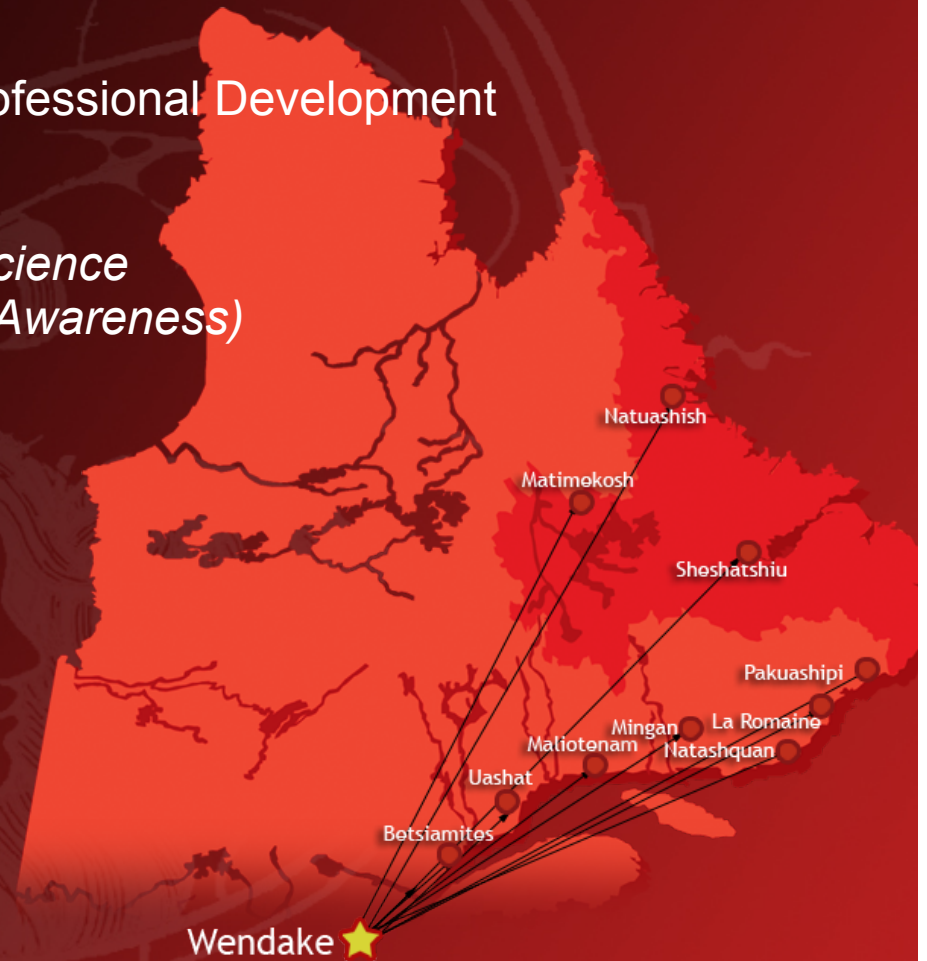 ofessional Development
cience
Awareness)
Natuashish
Matimekosh
Sheshatshiu
Pakuashipi
La Romaine
Mingan
Natashquan
Maliotenam
Uashat
Betsiamites
Wendake